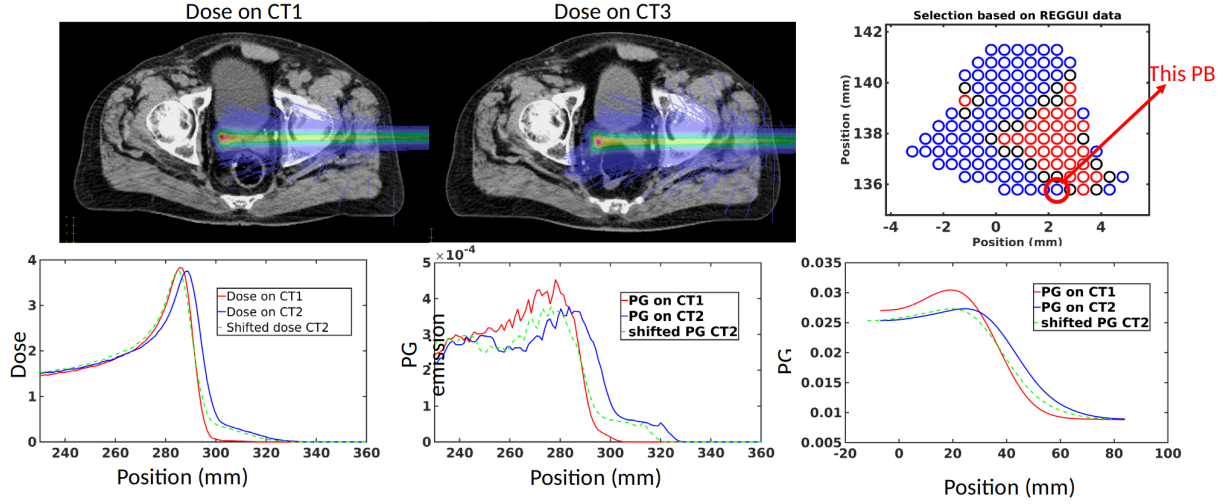 Dose on CT1
Dose on CT3
Selection based on REGGUI data
142
140
138
136
-4
-2
0
2
4
Position (mm)
Position (mm)
This PB
4
3
2
1
0
240
260
280
300
320
340
360
Dose
Position (mm)
Dose on CT1
Dose on CT2
Shifted dose CT2
×10⁻⁴
5
4
3
2
1
0
240
260
280
300
320
340
360
PG
emission
Position (mm)
PG on CT1
PG on CT2
shifted PG CT2
0.035
0.03
0.025
0.02
0.015
0.01
0.005
-20
0
20
40
60
80
100
PG
Position (mm)
PG on CT1
PG on CT2
shifted PG CT2